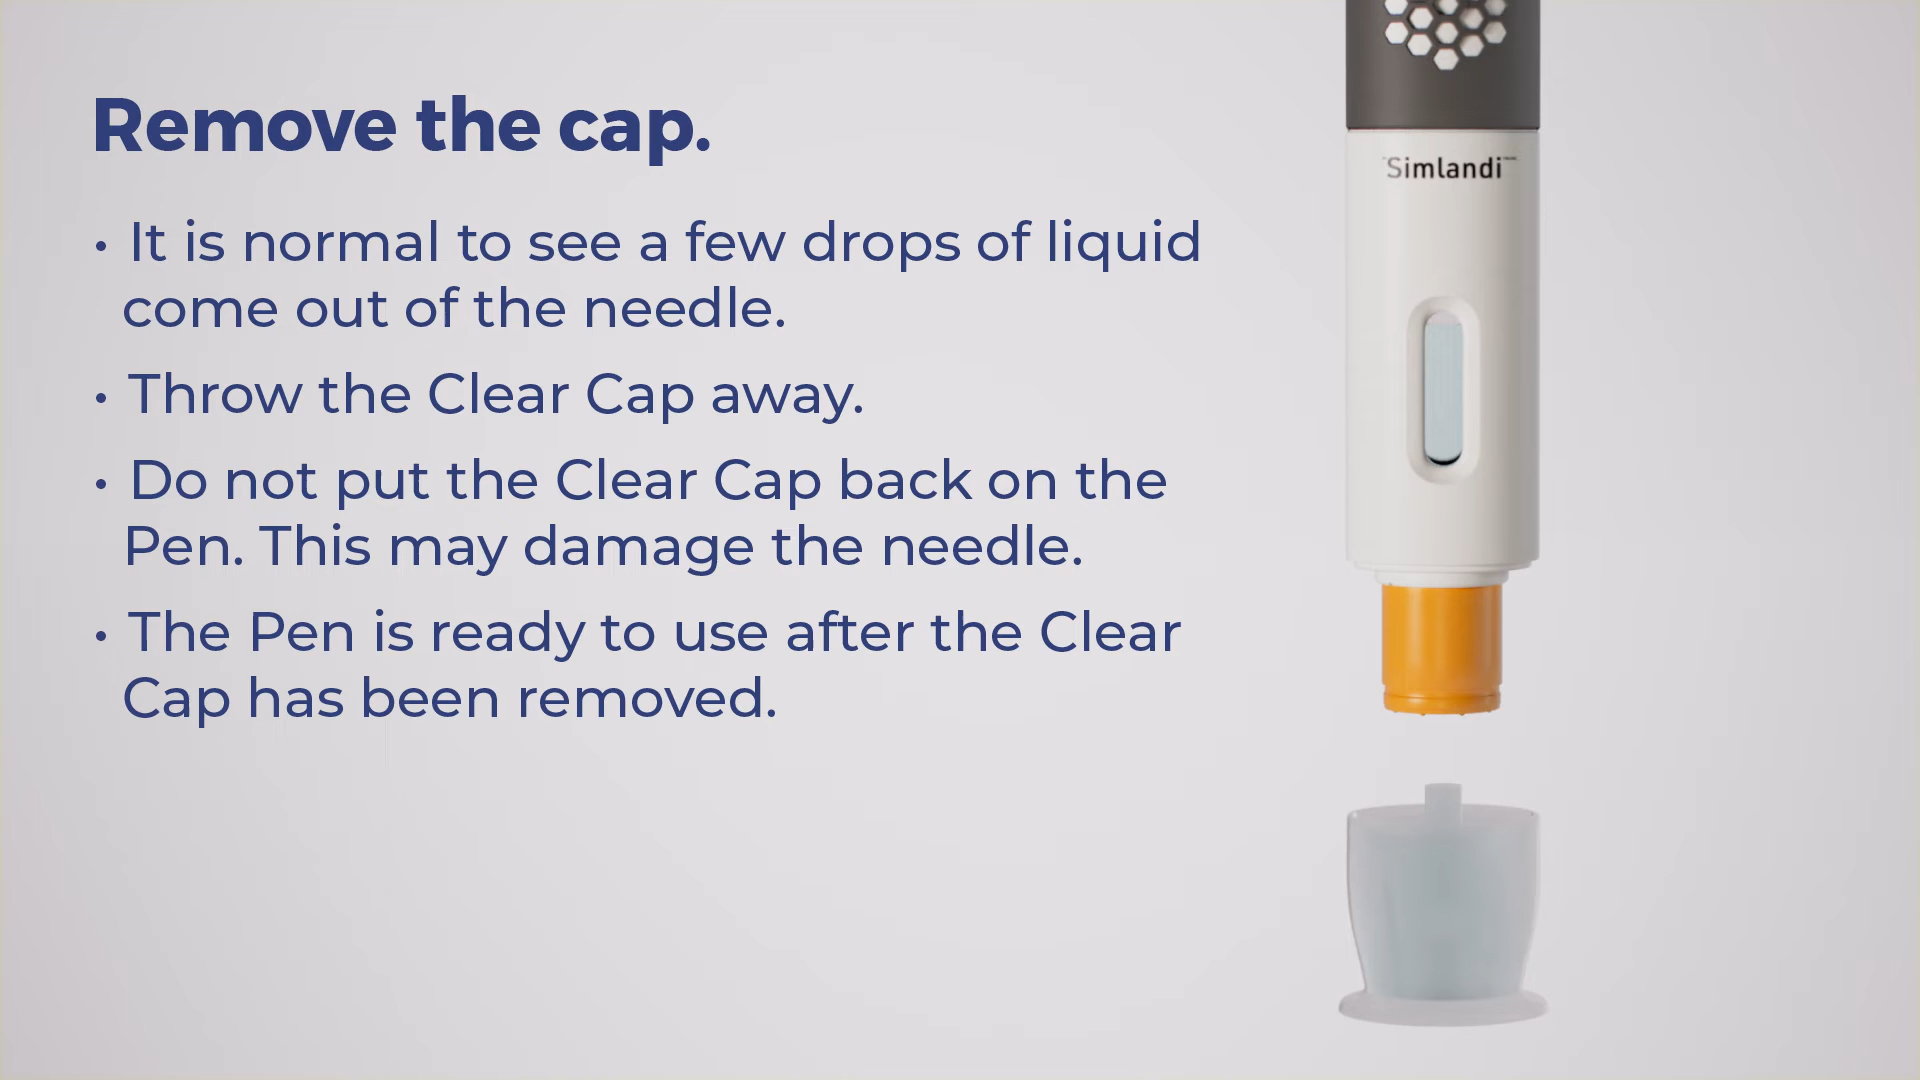 Remove the cap.
• It is normal to see a few drops of liquid
come out of the needle.
• Throw the Clear Cap away.
• Do not put the Clear Cap back on the
Pen. This may damage the needle.
• The Pen is ready to use after the Clear
Cap has been removed.
Simlandi™